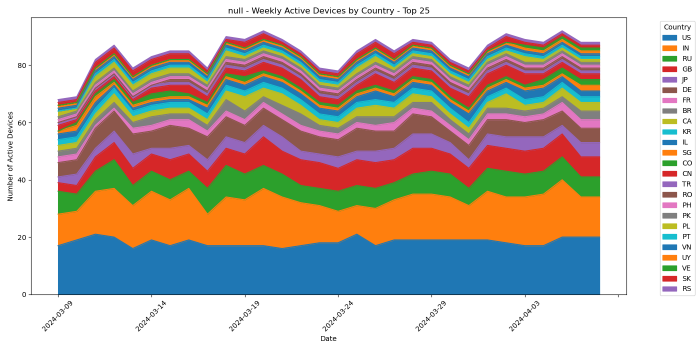 null - Weekly Active Devices by Country - Top 25
Number of Active Devices
80
60
40
20
0
2024-03-09
2024-03-14
2024-03-19
2024-03-24
2024-03-29
2024-04-03
Date
Country
US
IN
RU
GB
JP
DE
FR
BR
CA
KR
IL
SG
CO
CN
TR
RO
PH
PK
PL
PT
VN
UY
VE
SK
RS